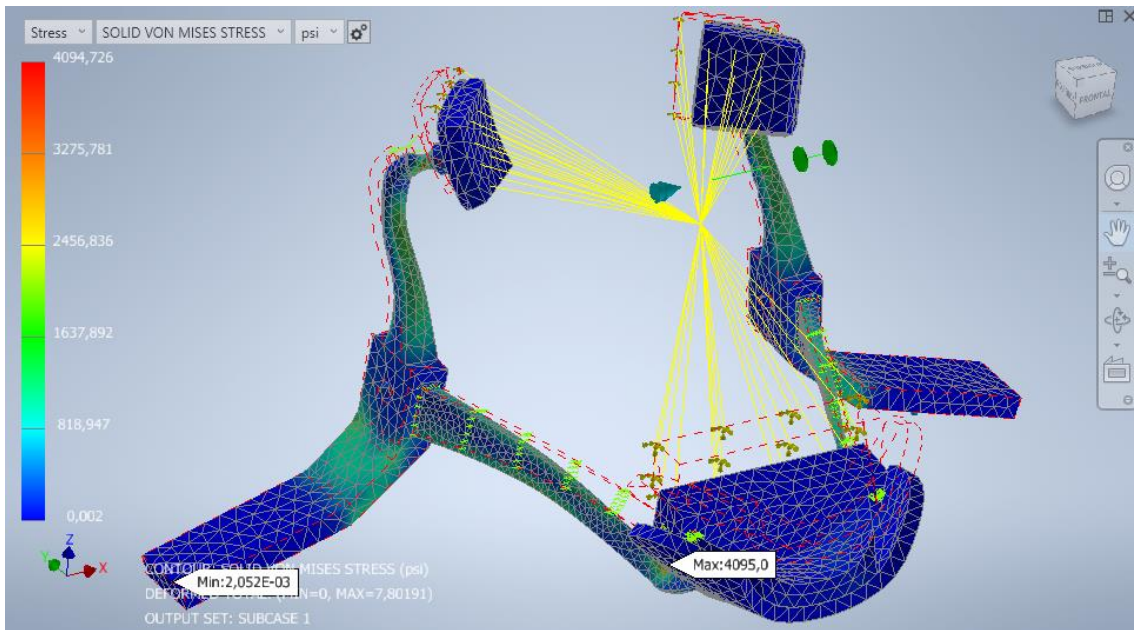 Stress SOLID VON MISES STRESS psi
4094,726
3275,781
2456,836
1637,892
818,947
0,002
FRONTAL
Z
Y
X
Max:4095,0
Min:2,052E-03
CONTOUR: SOLID VON MISES STRESS (psi)
DEFORMED TOTAL: (MIN=0, MAX=7,80191)
OUTPUT SET: SUBCASE 1